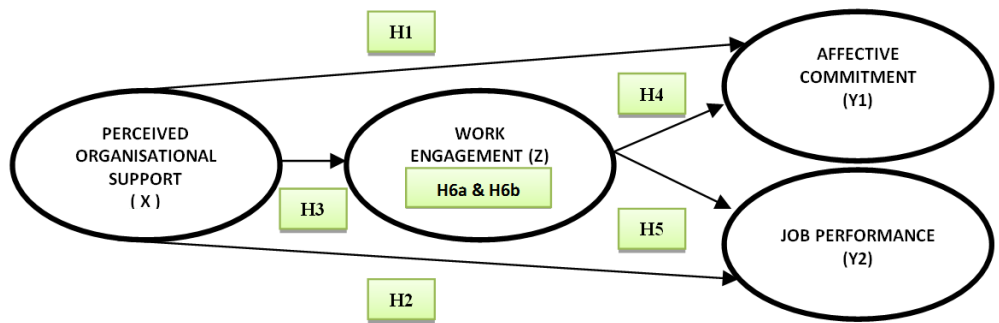 H1
AFFECTIVE
COMMITMENT
(Y1)
H4
PERCEIVED
ORGANISATIONAL
SUPPORT
( X )
WORK
ENGAGEMENT (Z)
H6a & H6b
H3
H5
JOB PERFORMANCE
(Y2)
H2